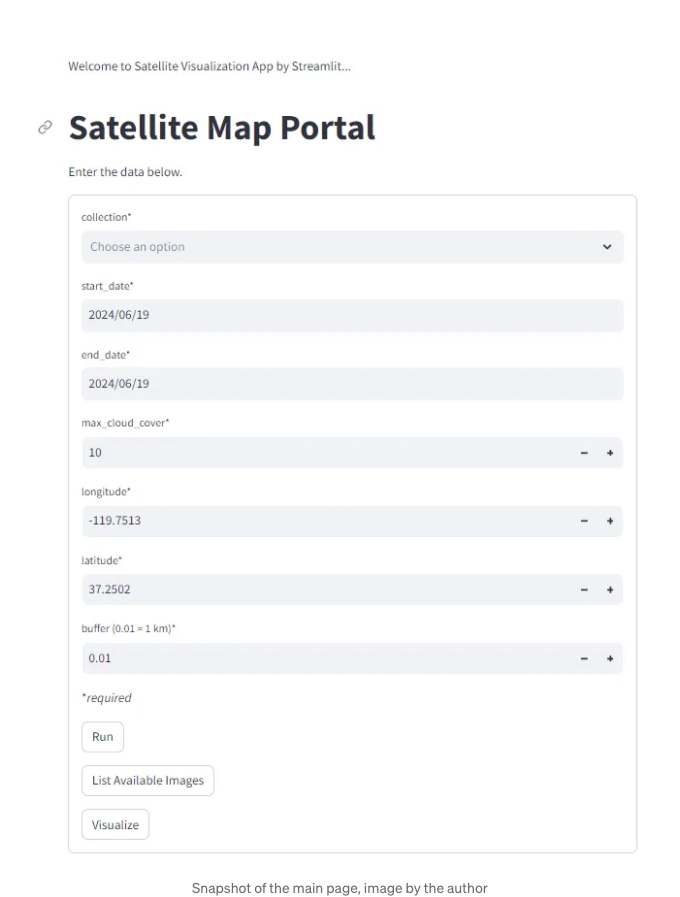 Welcome to Satellite Visualization App by Streamlit...
Satellite Map Portal
Enter the data below.
collection*
Choose an option
start_date*
2024/06/19
end_date*
2024/06/19
max_cloud_cover*
10
longitude*
-119.7513
latitude*
37.2502
buffer (0.01 = 1 km)*
0.01
*required
Run
List Available Images
Visualize
Snapshot of the main page, image by the author